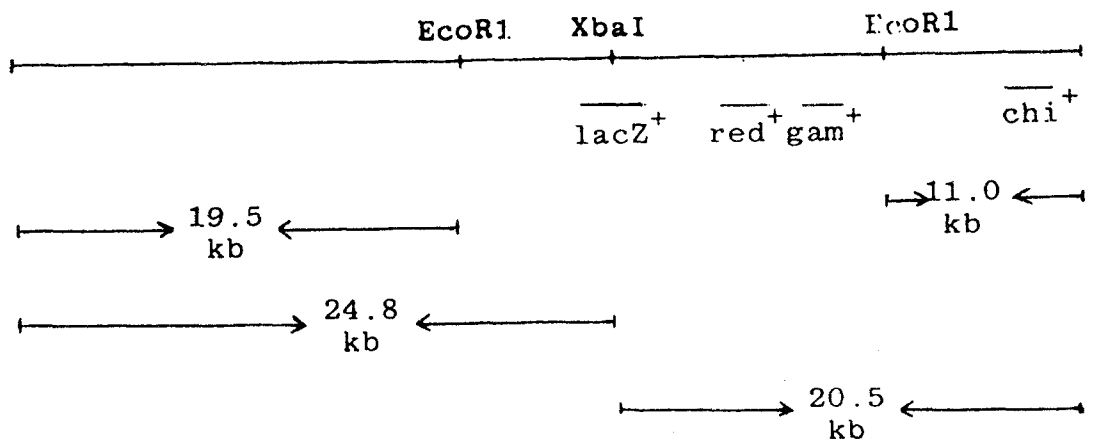 EcoR1 XbaI EcoR1
lacZ+ red+ gam+ chi+
19.5 kb 11.0 kb
24.8 kb
20.5 kb